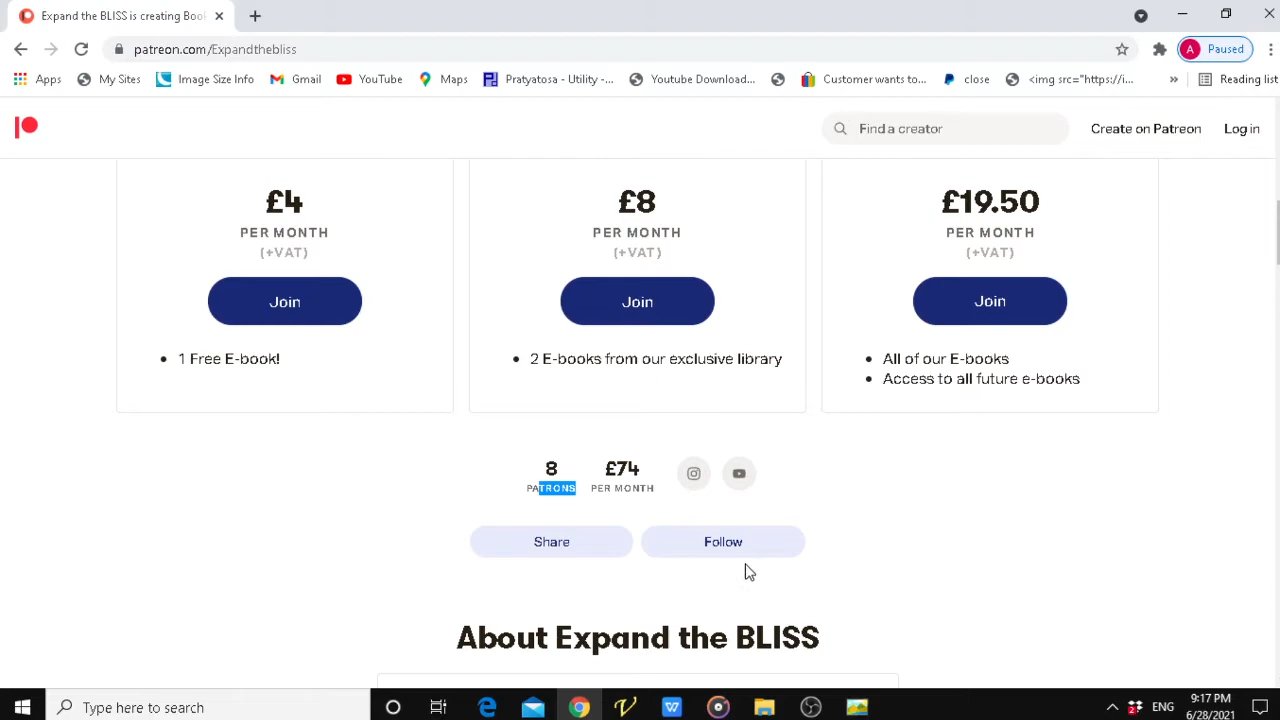 Expand the BLISS is creating Book
patreon.com/Expandthebliss
A Paused
Apps My Sites Image Size Info Gmail YouTube Maps Pratyatosa - Utility -... Youtube Download... Customer wants to... close <img src="https://i... » Reading list
Find a creator
Create on Patreon Log in
£4
PER MONTH
(+VAT)
Join
1 Free E-book!
£8
PER MONTH
(+VAT)
Join
2 E-books from our exclusive library
£19.50
PER MONTH
(+VAT)
Join
All of our E-books
Access to all future e-books
8 £74
PATRONS PER MONTH
Share Follow
About Expand the BLISS
Type here to search
ENG
9:17 PM
6/28/2021